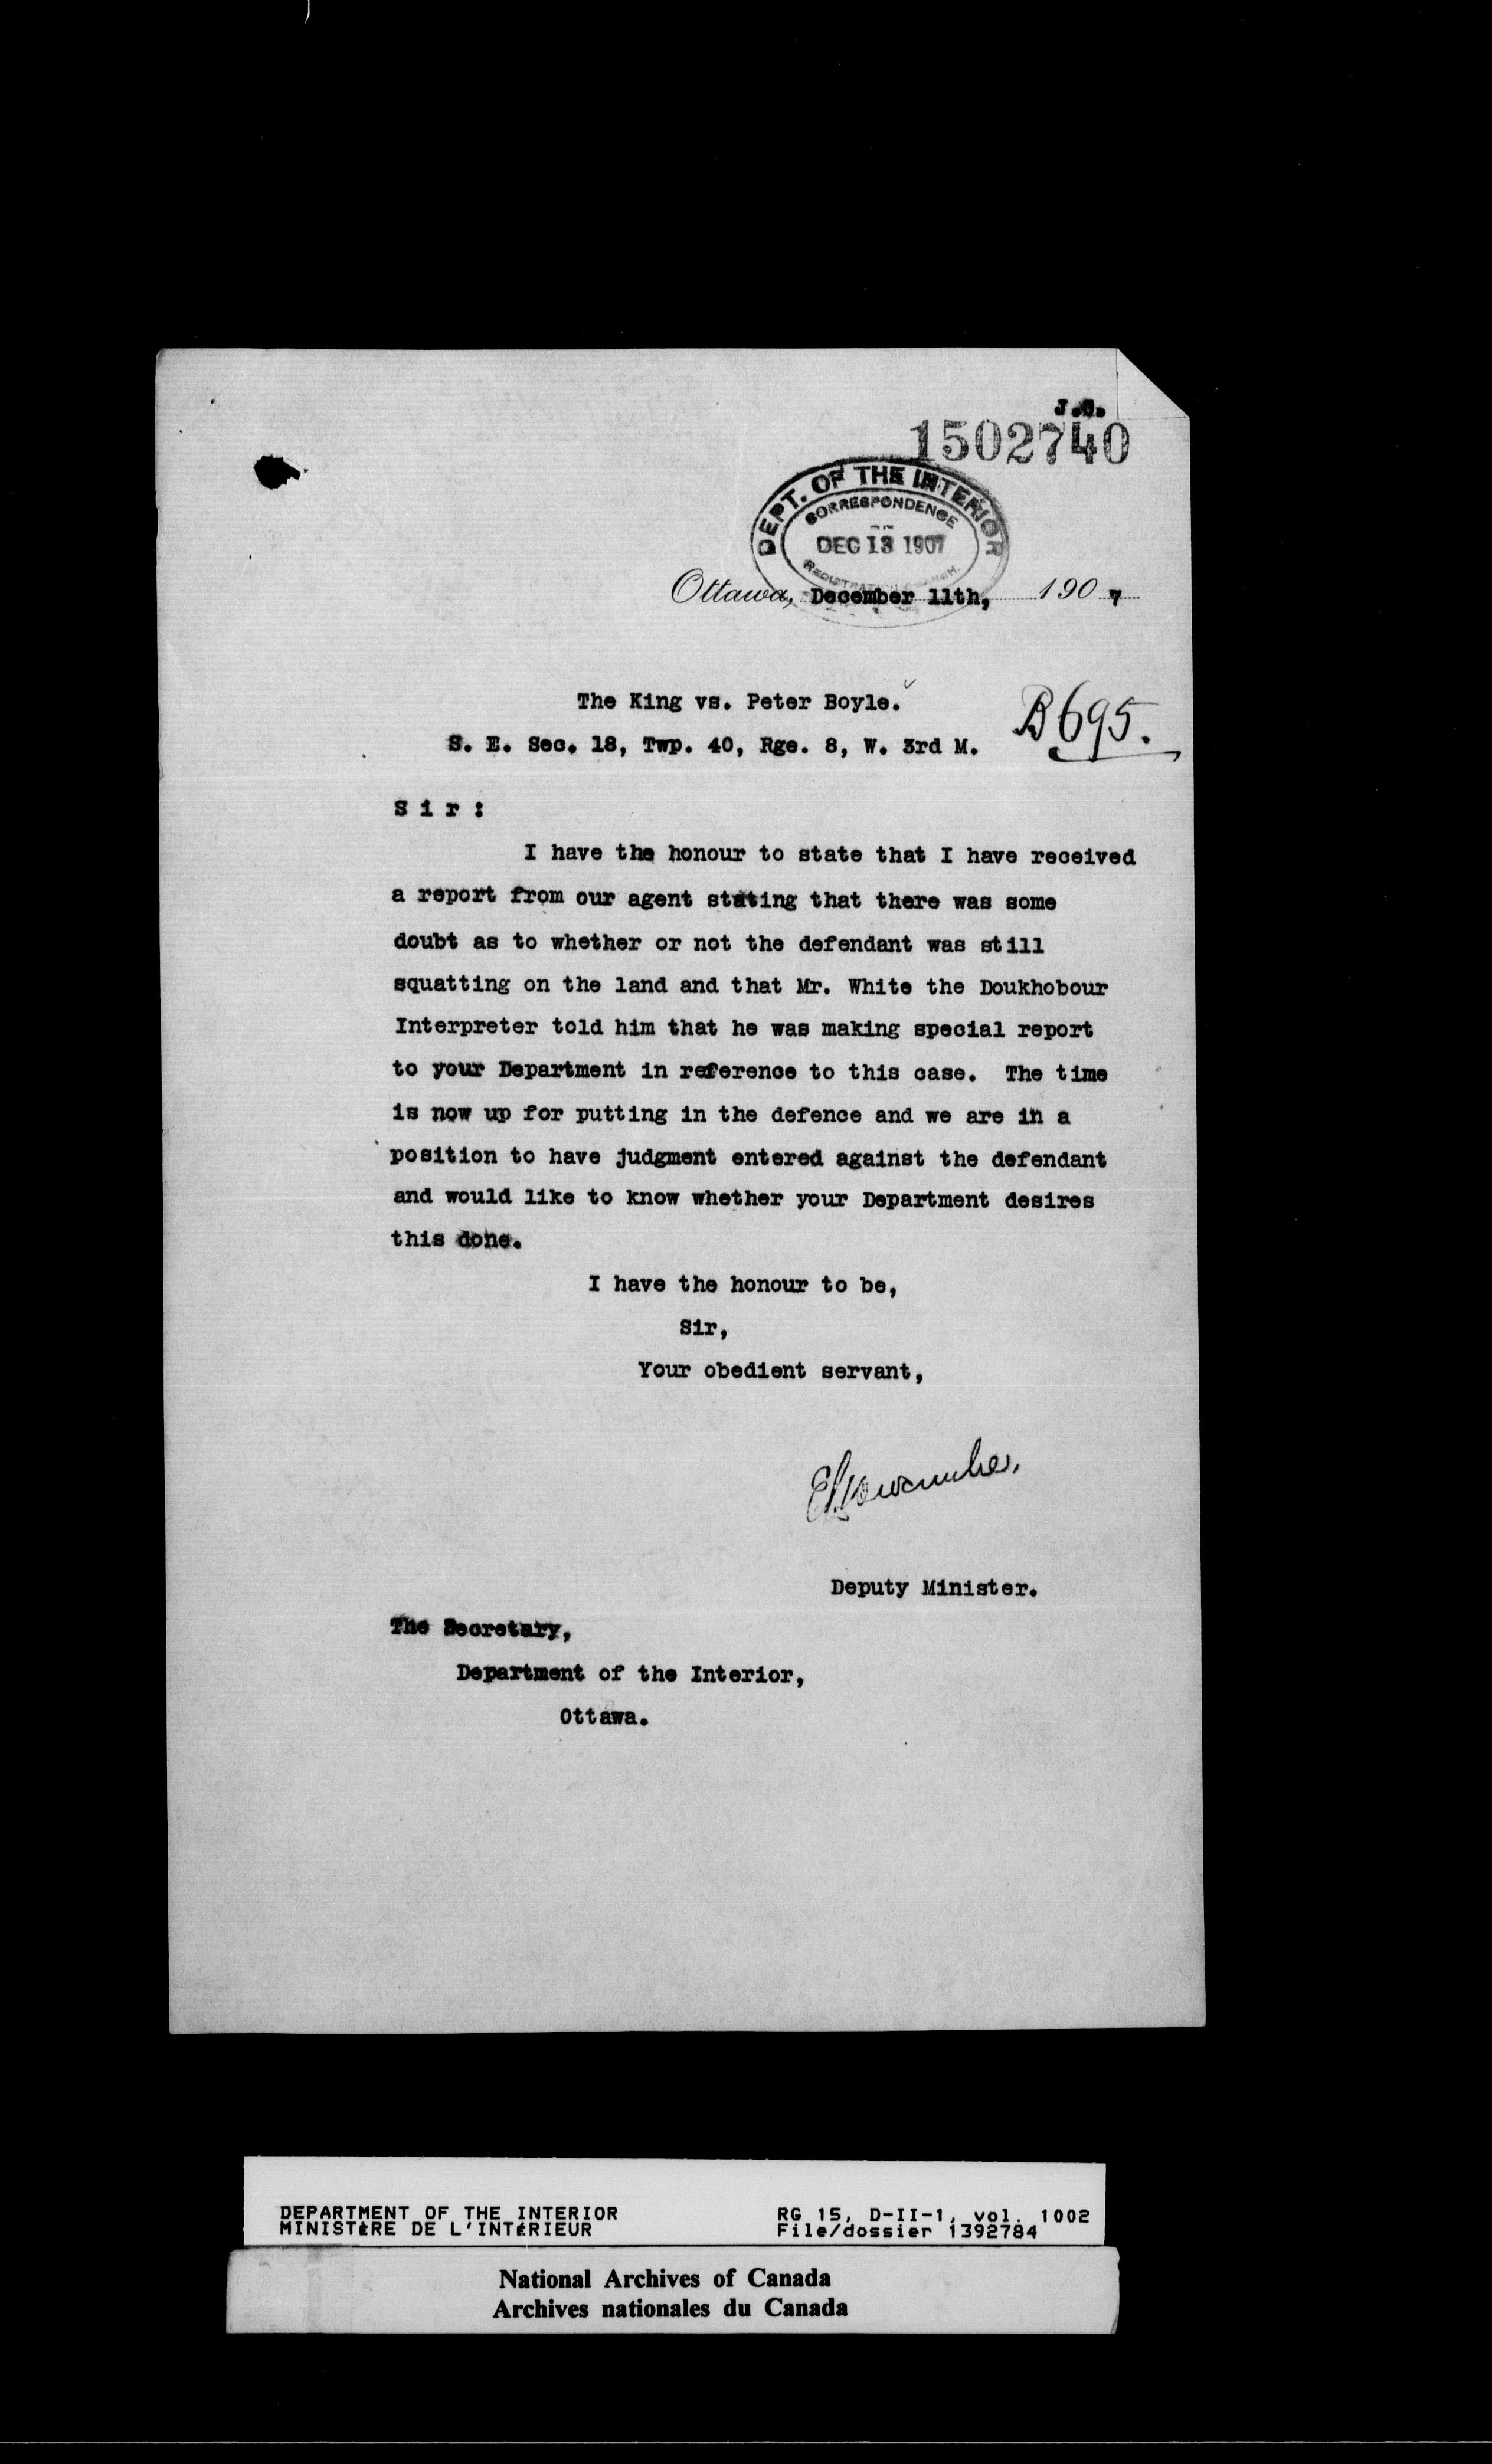 J.C.
1502740
DEPT. OF THE INTERIOR
CORRESPONDENCE
DEC 13 1907
REGISTRATION BRANCH.
Ottawa, December 11th, 1907
The King vs. Peter Boyle.
B695.
S. E. Sec. 18, Twp. 40, Rge. 8, W. 3rd M.
S i r :
I have the honour to state that I have received
a report from our agent stating that there was some
doubt as to whether or not the defendant was still
squatting on the land and that Mr. White the Doukhobour
Interpreter told him that he was making special report
to your Department in reference to this case. The time
is now up for putting in the defence and we are in a
position to have judgment entered against the defendant
and would like to know whether your Department desires
this done.
I have the honour to be,
Sir,
Your obedient servant,
Deputy Minister.
The Secretary,
Department of the Interior,
Ottawa.
DEPARTMENT OF THE INTERIOR RG 15, D-II-1, vol. 1002
MINISTÈRE DE L'INTÉRIEUR File/dossier 1392784
National Archives of Canada
Archives nationales du Canada